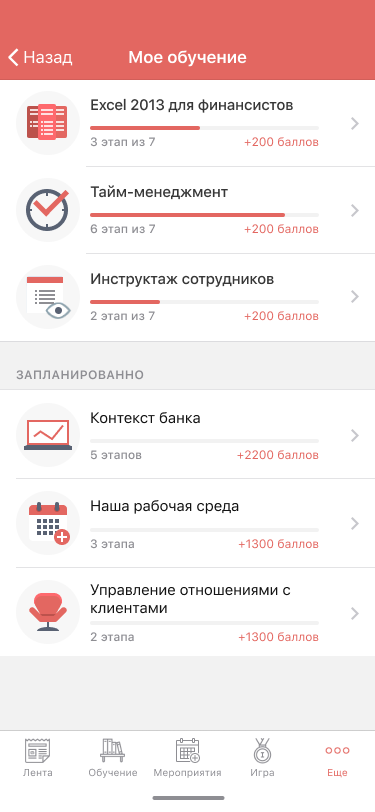 Назад
Мое обучение
Excel 2013 для финансистов
3 этап из 7
+200 баллов
Тайм-менеджмент
6 этап из 7
+200 баллов
Инструктаж сотрудников
2 этап из 7
+200 баллов
ЗАПЛАНИРОВАННО
Контекст банка
5 этапов
+2200 баллов
Наша рабочая среда
3 этапа
+1300 баллов
Управление отношениями с
клиентами
2 этапа
+1300 баллов
Лента
Обучение
Мероприятия
Игра
Еще